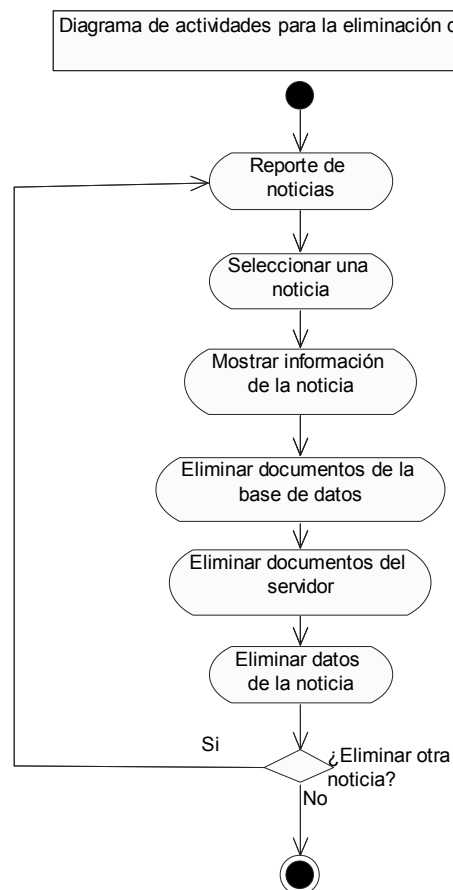 Diagrama de actividades para la eliminación
Reporte de
noticias
Seleccionar una
noticia
Mostrar información
de la noticia
Eliminar documentos de la
base de datos
Eliminar documentos del
servidor
Eliminar datos
de la noticia
Si
¿Eliminar otra
noticia?
No